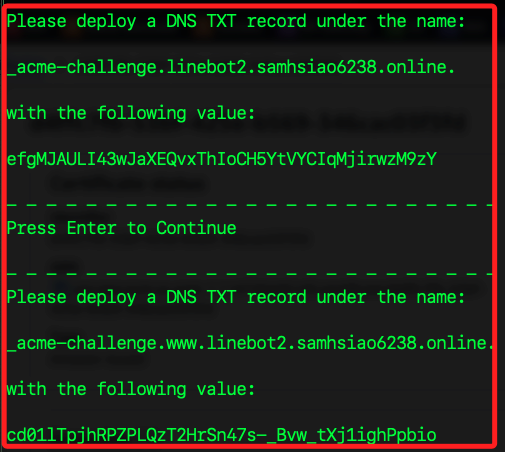 Please deploy a DNS TXT record under the name:
_acme-challenge.linebot2.samhsiao6238.online.
with the following value:
efgMJAULI43wJaXEQvxThIoCH5YtVYCIqMjirwzM9zY
- - - - - - - - - - - - - - - - - - - - - - - - - - - - -
Press Enter to Continue
- - - - - - - - - - - - - - - - - - - - - - - - - - - - -
Please deploy a DNS TXT record under the name:
_acme-challenge.www.linebot2.samhsiao6238.online.
with the following value:
cd01lTpjhRPZPLQzT2HrSn47s-_Bvw_tXj1ighPpbio